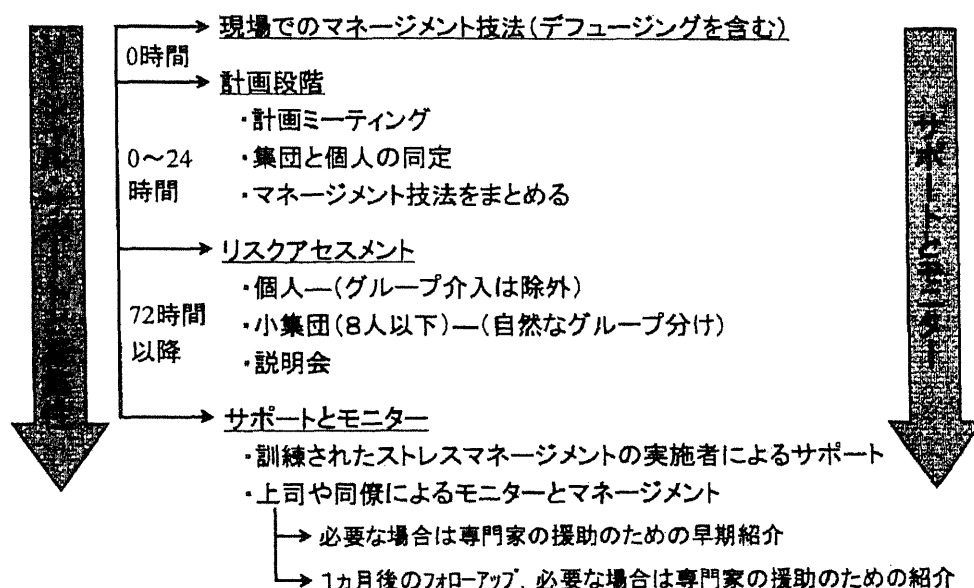 現場でのマネージメント技法(デフュージングを含む)
0時間
計画段階
・計画ミーティング
0～24
時間
・集団と個人の同定
・マネージメント技法をまとめる
リスクアセスメント
・個人―(グループ介入は除外)
72時間
以降
・小集団(8人以下)―(自然なグループ分け)
・説明会
サポートとモニター
・訓練されたストレスマネージメントの実施者によるサポート
・上司や同僚によるモニターとマネージメント
必要な場合は専門家の援助のための早期紹介
1ヵ月後のフォローアップ、必要な場合は専門家の援助のための紹介
サポートとモニター